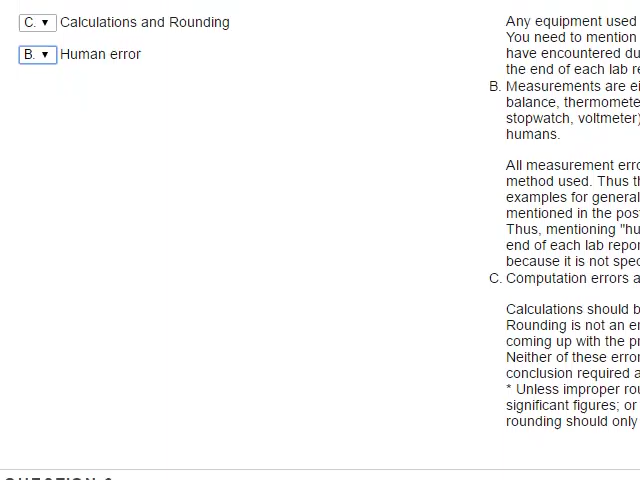 C. Calculations and Rounding
B. Human error
Any equipment used
You need to mention
have encountered du
the end of each lab re
B. Measurements are ei
balance, thermomete
stopwatch, voltmeter)
humans.
All measurement erro
method used. Thus th
examples for general
mentioned in the pos
Thus, mentioning "hu
end of each lab repor
because it is not spec
C. Computation errors a
Calculations should b
Rounding is not an er
coming up with the pr
Neither of these error
conclusion required a
* Unless improper rou
significant figures; or
rounding should only